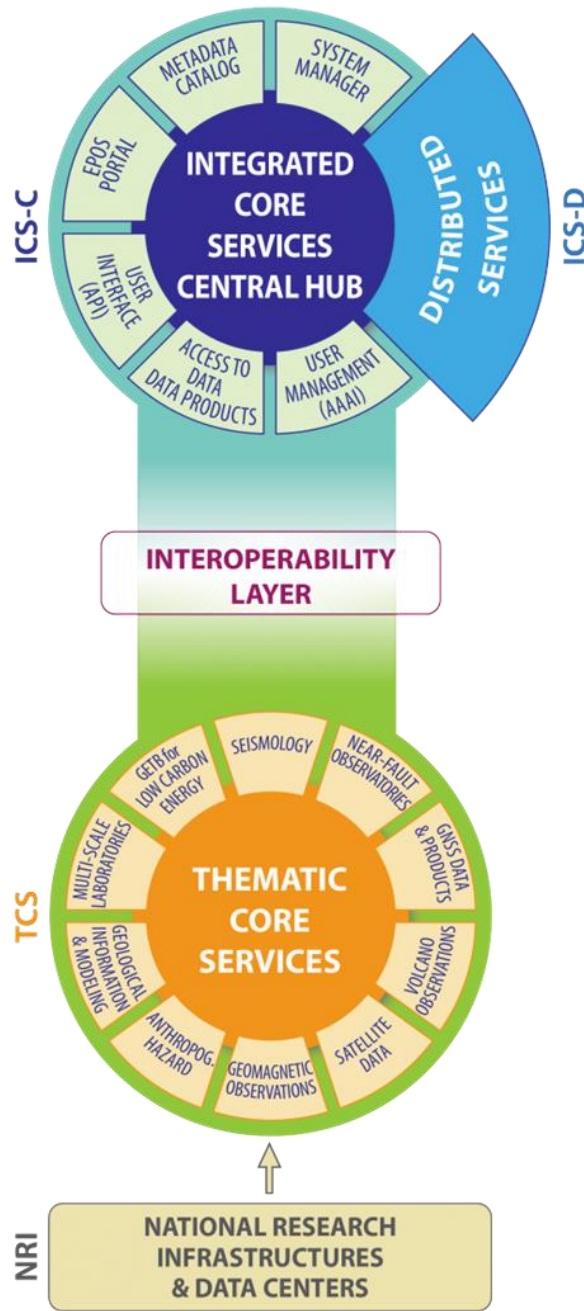 METADATA
CATALOG
SYSTEM
MANAGER
EPOS
PORTAL
INTEGRATED
CORE
SERVICES
CENTRAL HUB
DISTRIBUTED
SERVICES
ICS-C
ICS-D
USER
INTERFACE
(API)
ACCESS TO
DATA
DATA PRODUCTS
USER
MANAGEMENT
(AAAI)
INTEROPERABILITY
LAYER
SEISMOLOGY
GETB for
LOW CARBON
ENERGY
NEAR-FAULT
OBSERVATORIES
MULTI-SCALE
LABORATORIES
GNSS DATA
& PRODUCTS
THEMATIC
CORE
SERVICES
TCS
GEOLOGICAL
INFORMATION
& MODELING
VOLCANO
OBSERVATIONS
ANTHROPOG.
HAZARD
GEOMAGNETIC
OBSERVATIONS
SATELLITE
DATA
NRI
NATIONAL RESEARCH
INFRASTRUCTURES
& DATA CENTERS